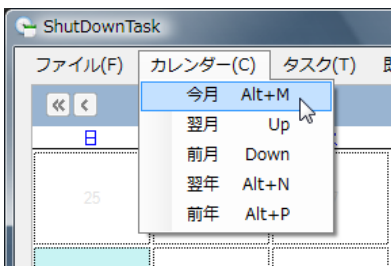 ShutDownTask
ファイル(F) カレンダー(C) タスク(T)
今月 Alt+M
翌月 Up
前月 Down
翌年 Alt+N
前年 Alt+P
日
25